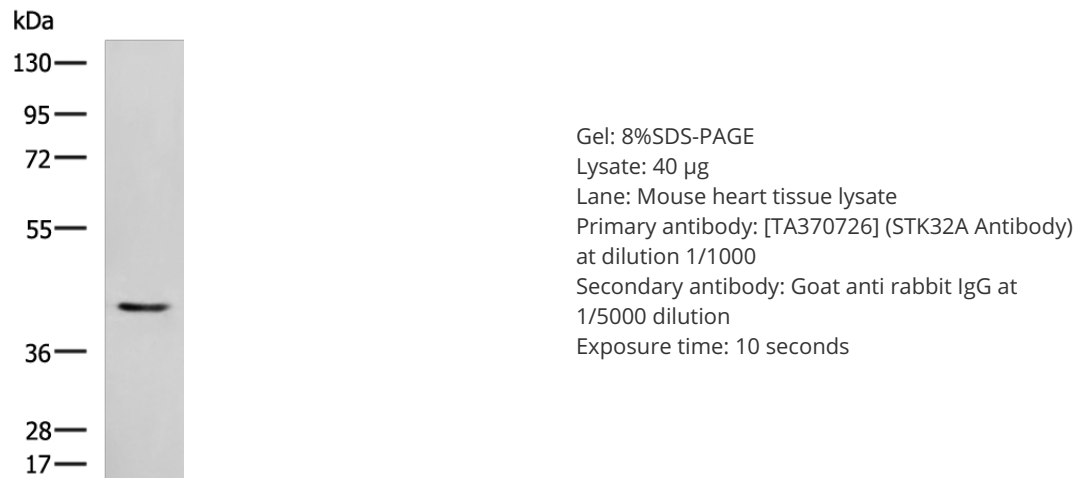 kDa
130
95
72
55
36
28
17
Gel: 8%SDS-PAGE
Lysate: 40 μg
Lane: Mouse heart tissue lysate
Primary antibody: [TA370726] (STK32A Antibody)
at dilution 1/1000
Secondary antibody: Goat anti rabbit IgG at
1/5000 dilution
Exposure time: 10 seconds